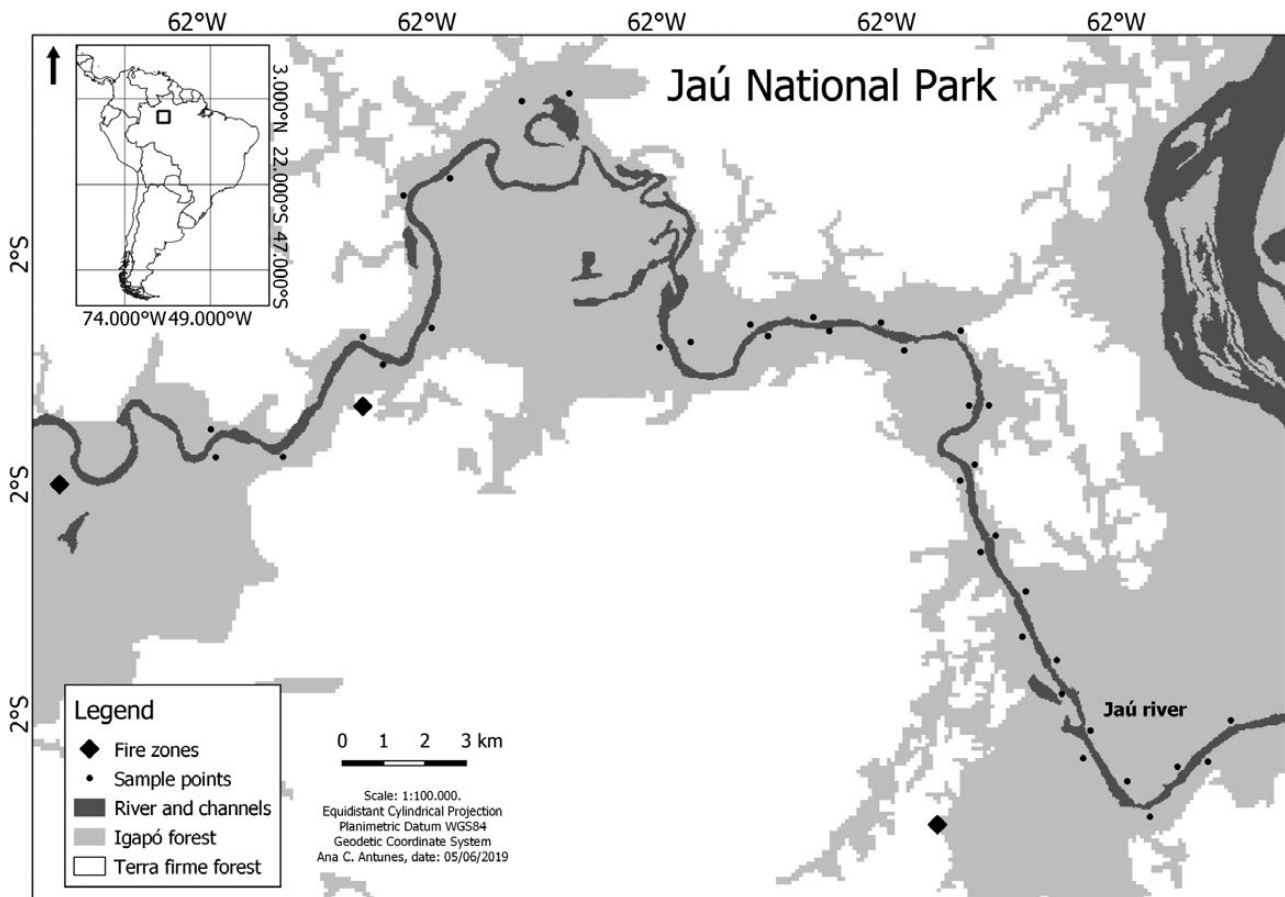 62°W 62°W 62°W 62°W 62°W
Jaú National Park
3.000°N
22.000°S
47.000°S
74.000°W 49.000°W
2°S
2°S
2°S
Jaú river
Legend
Fire zones
Sample points
River and channels
Igapó forest
Terra firme forest
0 1 2 3 km
Scale: 1:100.000.
Equidistant Cylindrical Projection
Planimetric Datum WGS84
Geodetic Coordinate System
Ana C. Antunes, date: 05/06/2019